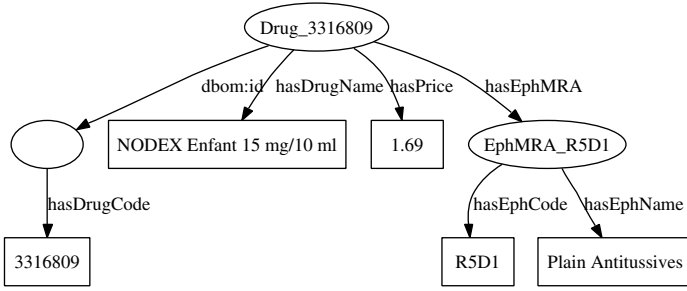 Drug_3316809
dbom:id
hasDrugName
hasPrice
hasEphMRA
NODEX Enfant 15 mg/10 ml
1.69
EphMRA_R5D1
hasDrugCode
hasEphCode
hasEphName
3316809
R5D1
Plain Antitussives